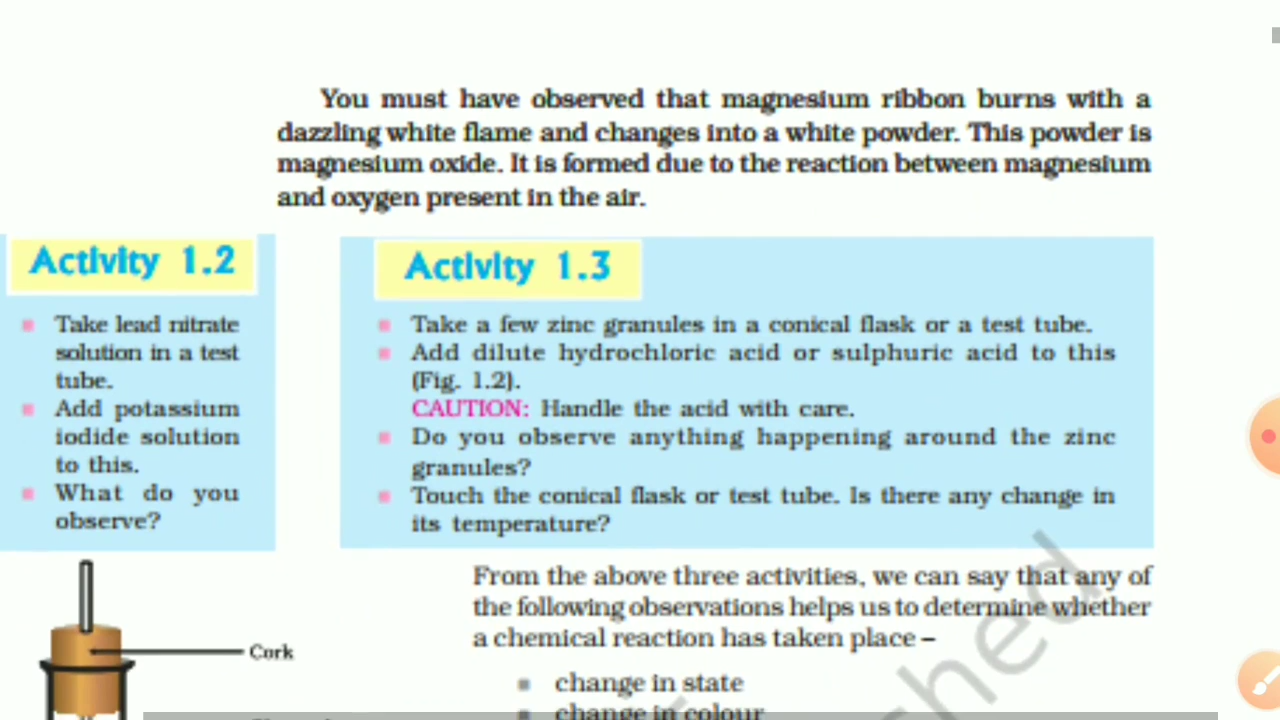 You must have observed that magnesium ribbon burns with a
dazzling white flame and changes into a white powder. This powder is
magnesium oxide. It is formed due to the reaction between magnesium
and oxygen present in the air.
Activity 1.2
Take lead nitrate
solution in a test
tube.
Add potassium
iodide solution
to this.
What do you
observe?
Activity 1.3
Take a few zinc granules in a conical flask or a test tube.
Add dilute hydrochloric acid or sulphuric acid to this
(Fig. 1.2).
CAUTION: Handle the acid with care.
Do you observe anything happening around the zinc
granules?
Touch the conical flask or test tube. Is there any change in
its temperature?
From the above three activities, we can say that any of
the following observations helps us to determine whether
a chemical reaction has taken place –
change in state
change in colour
Cork